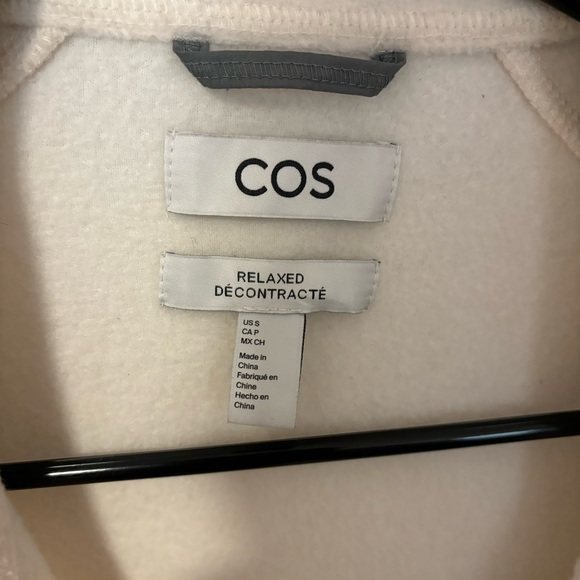 COS
RELAXED
DÉCONTRACTÉ
US S
CA P
MX CH
Made in
China
Fabriqué en
Chine
Hecho en
China